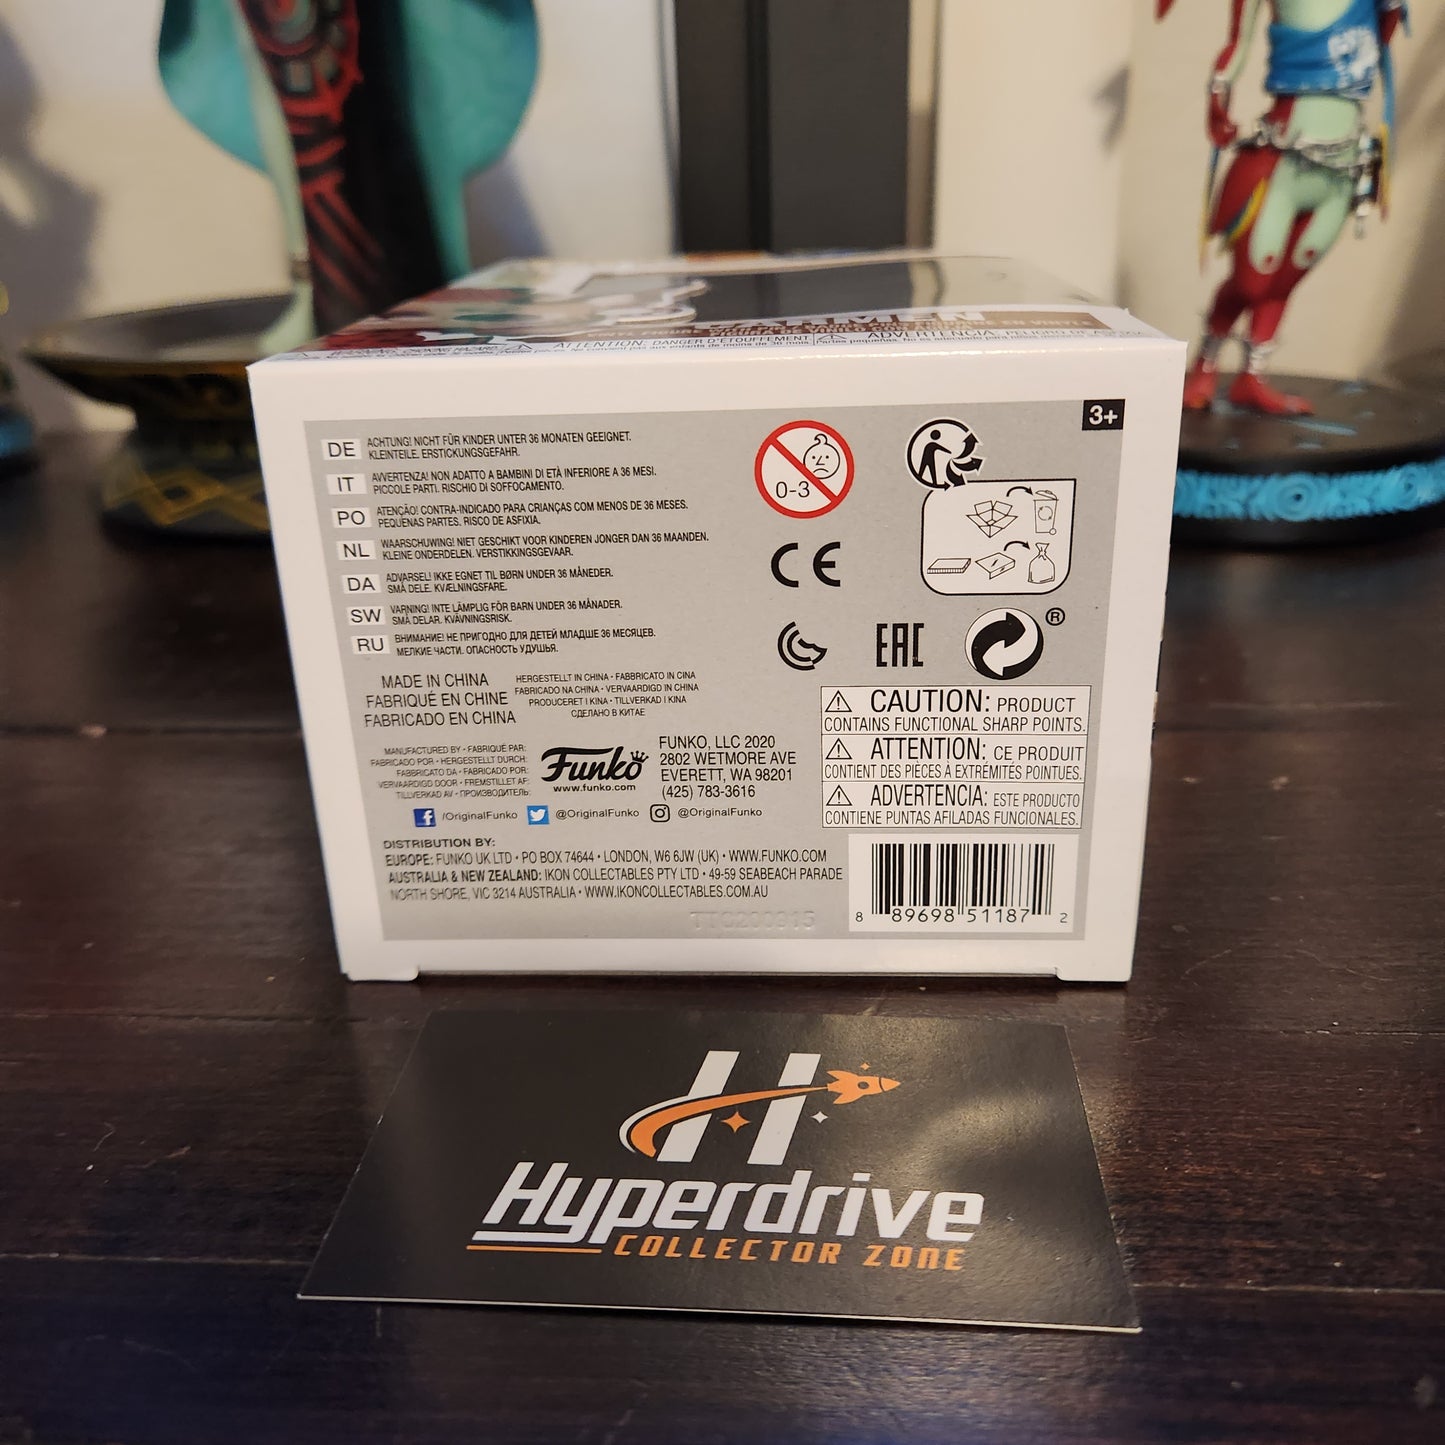 CARMEN
ATTENTION: DANGER D'ÉTOUFFEMENT.
ADVERTENCIA
3+
DE ACHTUNG! NICHT FÜR KINDER UNTER 36 MONATEN GEEIGNET.
KLEINTEILE. ERSTICKUNGSGEFAHR.
IT AVVERTENZA! NON ADATTO A BAMBINI DI ETÀ INFERIORE A 36 MESI.
PICCOLE PARTI. RISCHIO DI SOFFOCAMENTO.
PO ATENÇÃO! CONTRA-INDICADO PARA CRIANÇAS COM MENOS DE 36 MESES.
PEQUENAS PARTES. RISCO DE ASFIXIA.
NL WAARSCHUWING! NIET GESCHIKT VOOR KINDEREN JONGER DAN 36 MAANDEN.
KLEINE ONDERDELEN. VERSTIKKINGSGEVAAR.
DA ADVARSEL! IKKE EGNET TIL BØRN UNDER 36 MÅNEDER.
SMÅ DELE. KVÆLNINGSFARE.
SW VARNING! INTE LÄMPLIG FÖR BARN UNDER 36 MÅNADER.
SMÅ DELAR. KVÄVNINGSRISK.
RU ВНИМАНИЕ! НЕ ПРИГОДНО ДЛЯ ДЕТЕЙ МЛАДШЕ 36 МЕСЯЦЕВ.
МЕЛКИЕ ЧАСТИ. ОПАСНОСТЬ УДУШЬЯ.
0-3
CE
EAC
®
MADE IN CHINA
FABRIQUÉ EN CHINE
FABRICADO EN CHINA
HERGESTELLT IN CHINA • FABBRICATO IN CINA
FABRICADO NA CHINA • VERVAARDIGD IN CHINA
PRODUCERET I KINA • TILLVERKAD I KINA
СДЕЛАНО В КИТАЕ
MANUFACTURED BY • FABRIQUÉ PAR:
FABRICADO POR • HERGESTELLT DURCH:
FABBRICATO DA • FABRICADO POR:
VERVAARDIGD DOOR • FREMSTILLET AF:
TILLVERKAD AV • ПРОИЗВОДИТЕЛЬ:
Funko
www.funko.com
FUNKO, LLC 2020
2802 WETMORE AVE
EVERETT, WA 98201
(425) 783-3616
/OriginalFunko @OriginalFunko @OriginalFunko
CAUTION: PRODUCT
CONTAINS FUNCTIONAL SHARP POINTS.
ATTENTION: CE PRODUIT
CONTIENT DES PIÈCES À EXTRÉMITÉS POINTUES.
ADVERTENCIA: ESTE PRODUCTO
CONTIENE PUNTAS AFILADAS FUNCIONALES.
DISTRIBUTION BY:
EUROPE: FUNKO UK LTD • PO BOX 74644 • LONDON, W6 6JW (UK) • WWW.FUNKO.COM
AUSTRALIA & NEW ZEALAND: IKON COLLECTABLES PTY LTD • 49-59 SEABEACH PARADE
NORTH SHORE, VIC 3214 AUSTRALIA • WWW.IKONCOLLECTABLES.COM.AU
TTC200315
8 89698 51187 2
H
Hyperdrive
COLLECTOR ZONE